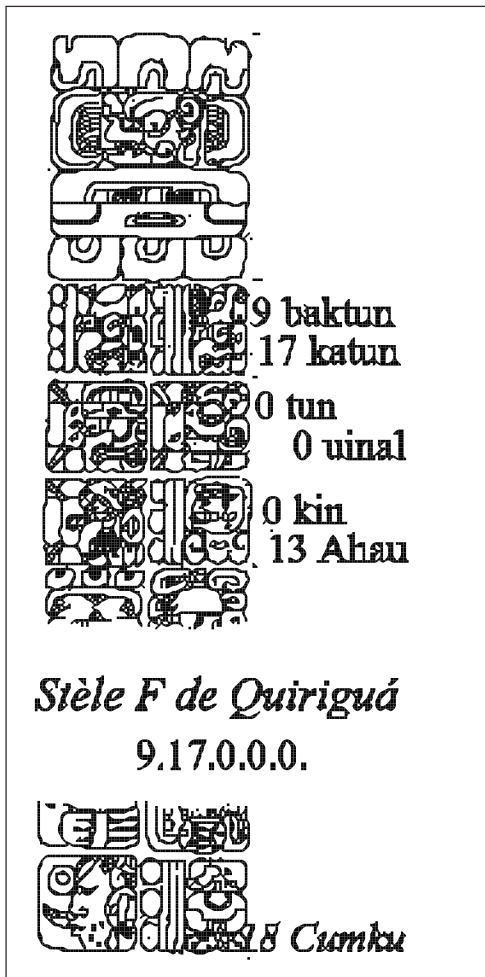 9 baktun
17 katun
0 tun
0 uinal
0 kin
13 Ahau
Stèle F de Quiriguá
9.17.0.0.0.
18 Cumku